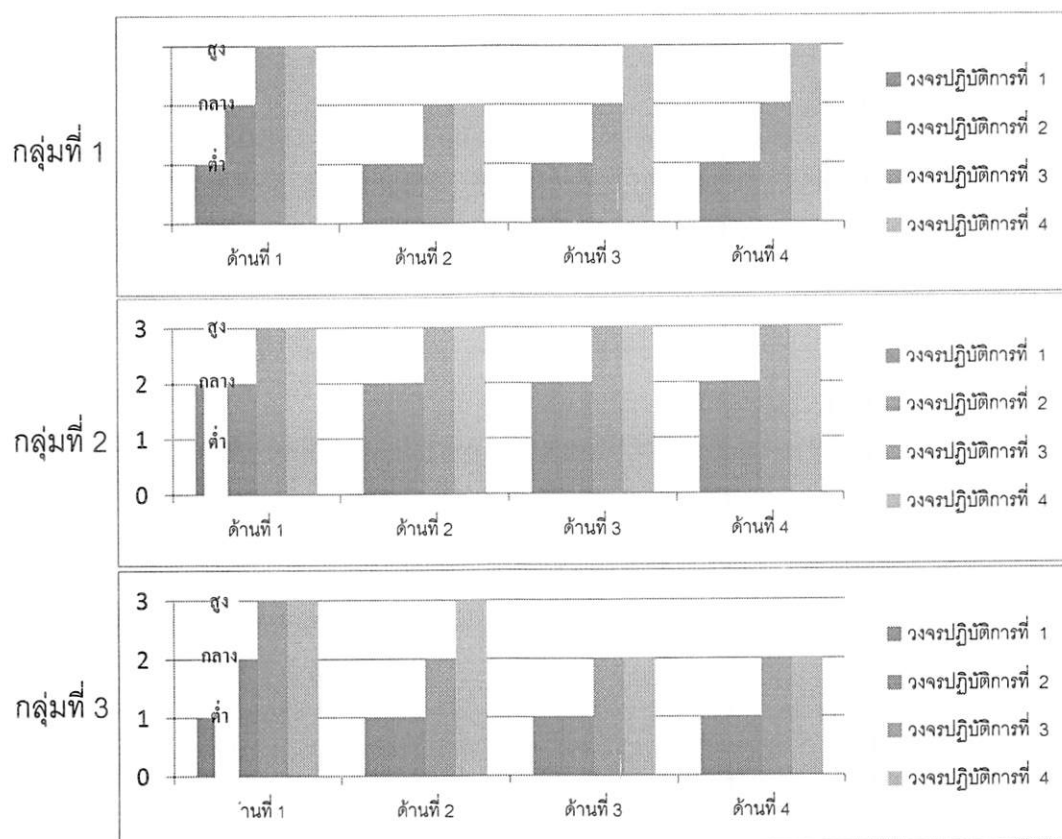 กลุ่มที่ 1
สูง
กลาง
ต่ำ
ด้านที่ 1
ด้านที่ 2
ด้านที่ 3
ด้านที่ 4
วงจรปฏิบัติการที่ 1
วงจรปฏิบัติการที่ 2
วงจรปฏิบัติการที่ 3
วงจรปฏิบัติการที่ 4
กลุ่มที่ 2
3
สูง
2
กลาง
1
ต่ำ
0
ด้านที่ 1
ด้านที่ 2
ด้านที่ 3
ด้านที่ 4
วงจรปฏิบัติการที่ 1
วงจรปฏิบัติการที่ 2
วงจรปฏิบัติการที่ 3
วงจรปฏิบัติการที่ 4
กลุ่มที่ 3
3
สูง
2
กลาง
1
ต่ำ
0
านที่ 1
ด้านที่ 2
ด้านที่ 3
ด้านที่ 4
วงจรปฏิบัติการที่ 1
วงจรปฏิบัติการที่ 2
วงจรปฏิบัติการที่ 3
วงจรปฏิบัติการที่ 4